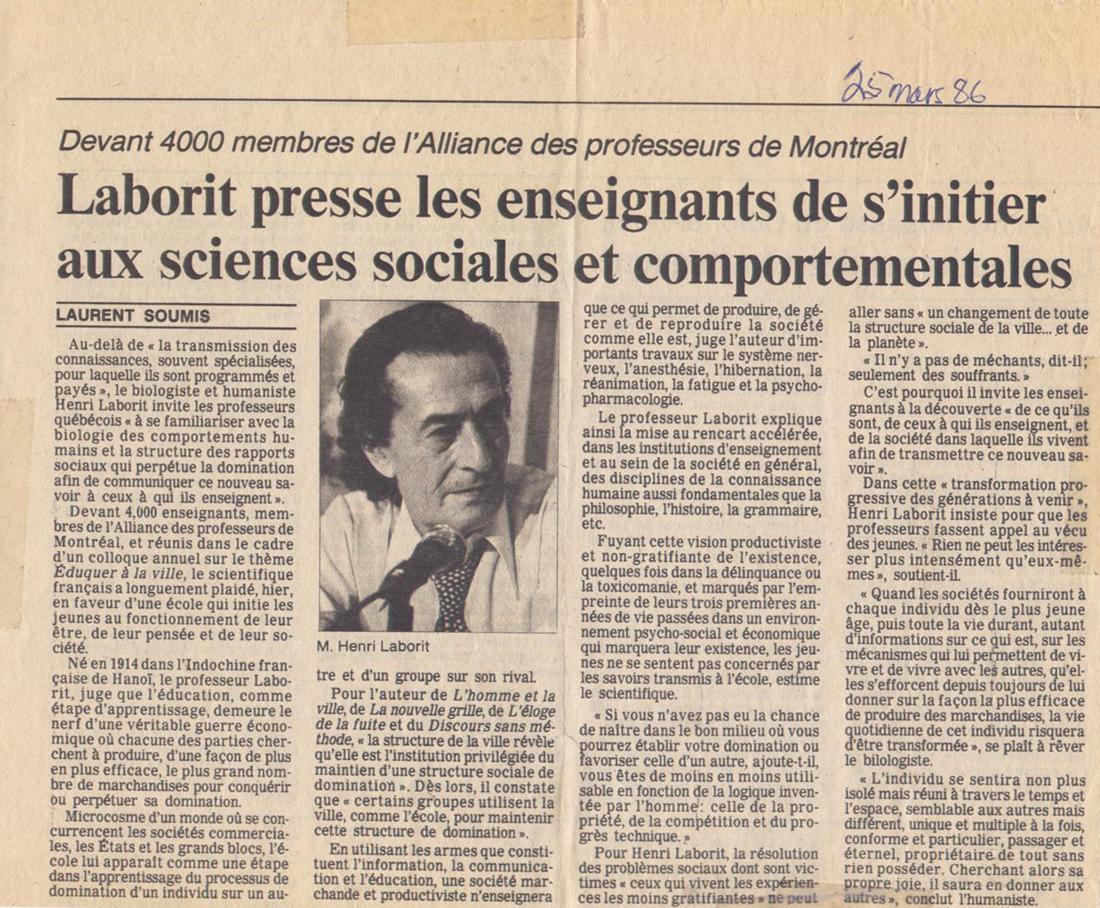 25 mars 86
Devant 4000 membres de l'Alliance des professeurs de Montréal
Laborit presse les enseignants de s'initier
aux sciences sociales et comportementales
LAURENT SOUMIS
Au-delà de « la transmission des
connaissances, souvent spécialisées,
pour laquelle ils sont programmés et
payés », le biologiste et humaniste
Henri Laborit invite les professeurs
québécois « à se familiariser avec la
biologie des comportements hu-
mains et la structure des rapports
sociaux qui perpétue la domination
afin de communiquer ce nouveau sa-
voir à ceux à qui ils enseignent ».
Devant 4,000 enseignants, mem-
bres de l'Alliance des professeurs de
Montréal, et réunis dans le cadre
d'un colloque annuel sur le thème
Éduquer à la ville, le scientifique
français a longuement plaidé, hier,
en faveur d'une école qui initie les
jeunes au fonctionnement de leur
être, de leur pensée et de leur so-
ciété.
Né en 1914 dans l'Indochine fran-
çaise de Hanoï, le professeur Labo-
rit, juge que l'éducation, comme
étape d'apprentissage, demeure le
nerf d'une véritable guerre écono-
mique où chacune des parties cher-
chent à produire, d'une façon de plus
en plus efficace, le plus grand nom-
bre de marchandises pour conquérir
ou perpétuer sa domination.
Microcosme d'un monde où se con-
currencent les sociétés commercia-
les, les États et les grands blocs, l'é-
cole lui apparaît comme une étape
dans l'apprentissage du processus de
domination d'un individu sur un au-
M. Henri Laborit
tre et d'un groupe sur son rival.
Pour l'auteur de L'homme et la
ville, de La nouvelle grille, de L'éloge
de la fuite et du Discours sans mé-
thode, « la structure de la ville révèle
qu'elle est l'institution privilégiée du
maintien d'une structure sociale de
domination ». Dès lors, il constate
que « certains groupes utilisent la
ville, comme l'école, pour maintenir
cette structure de domination ».
En utilisant les armes que consti-
tuent l'information, la communica-
tion et l'éducation, une société mar-
chande et productiviste n'enseignera
que ce qui permet de produire, de gé-
rer et de reproduire la société
comme elle est, juge l'auteur d'im-
portants travaux sur le système ner-
veux, l'anesthésie, l'hibernation, la
réanimation, la fatigue et la psycho-
pharmacologie.
Le professeur Laborit explique
ainsi la mise au rencart accélérée,
dans les institutions d'enseignement
et au sein de la société en général,
des disciplines de la connaissance
humaine aussi fondamentales que la
philosophie, l'histoire, la grammaire,
etc.
Fuyant cette vision productiviste
et non-gratifiante de l'existence,
quelques fois dans la délinquance ou
la toxicomanie, et marqués par l'em-
preinte de leurs trois premières an-
nées de vie passées dans un environ-
nement psycho-social et économique
qui marquera leur existence, les jeu-
nes ne se sentent pas concernés par
les savoirs transmis à l'école, estime
le scientifique.
« Si vous n'avez pas eu la chance
de naître dans le bon milieu où vous
pourrez établir votre domination ou
favoriser celle d'un autre, ajoute-t-il,
vous êtes de moins en moins utili-
sable en fonction de la logique inven-
tée par l'homme: celle de la pro-
priété, de la compétition et du pro-
grès technique. »
Pour Henri Laborit, la résolution
des problèmes sociaux dont sont vic-
times « ceux qui vivent les expérien-
ces les moins gratifiantes » ne peut
aller sans « un changement de toute
la structure sociale de la ville... et de
la planète ».
« Il n'y a pas de méchants, dit-il;
seulement des souffrants. »
C'est pourquoi il invite les ensei-
gnants à la découverte « de ce qu'ils
sont, de ceux à qui ils enseignent, et
de la société dans laquelle ils vivent
afin de transmettre ce nouveau sa-
voir ».
Dans cette « transformation pro-
gressive des générations à venir »,
Henri Laborit insiste pour que les
professeurs fassent appel au vécu
des jeunes. « Rien ne peut les intéres-
ser plus intensément qu'eux-mê-
mes », soutient-il.
« Quand les sociétés fourniront à
chaque individu dès le plus jeune
âge, puis toute la vie durant, autant
d'informations sur ce qui est, sur les
mécanismes qui lui permettent de vi-
vre et de vivre avec les autres, qu'el-
les s'efforcent depuis toujours de lui
donner sur la façon la plus efficace
de produire des marchandises, la vie
quotidienne de cet individu risquera
d'être transformée », se plaît à rêver
le bilologiste.
« L'individu se sentira non plus
isolé mais réuni à travers le temps et
l'espace, semblable aux autres mais
différent, unique et multiple à la fois,
conforme et particulier, passager et
éternel, propriétaire de tout sans
rien posséder. Cherchant alors sa
propre joie, il saura en donner aux
autres », conclut l'humaniste.